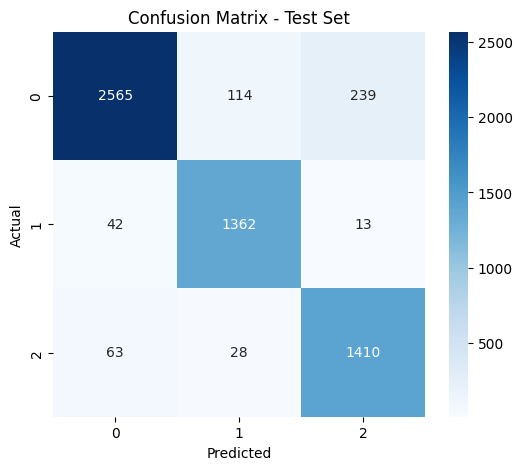 Confusion Matrix - Test Set
2565 114 239
42 1362 13
63 28 1410
0
1
2
Actual
0 1 2
Predicted
2500
2000
1500
1000
500